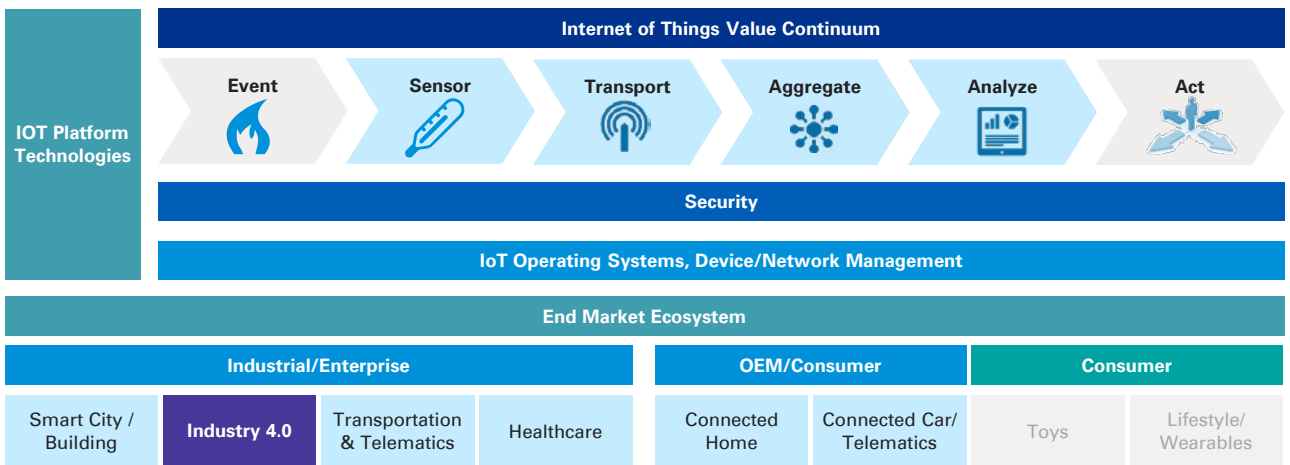 IOT Platform
Technologies
Internet of Things Value Continuum
Event
Sensor
Transport
Aggregate
Analyze
Act
Security
IoT Operating Systems, Device/Network Management
End Market Ecosystem
Industrial/Enterprise
OEM/Consumer
Consumer
Smart City /
Building
Industry 4.0
Transportation
& Telematics
Healthcare
Connected
Home
Connected Car/
Telematics
Toys
Lifestyle/
Wearables